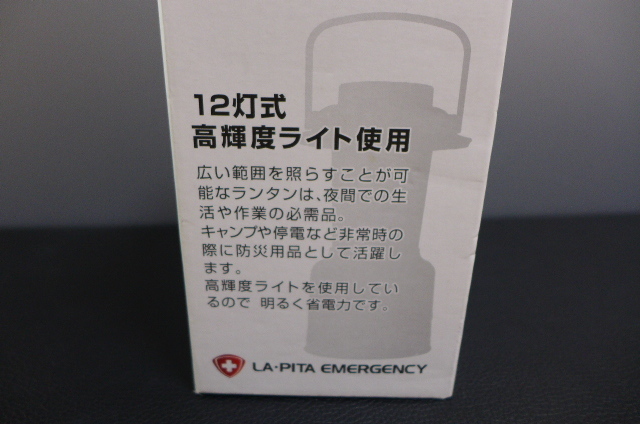 12灯式
高輝度ライト使用
広い範囲を照らすことが可
能なランタンは、夜間での生
活や作業の必需品。
キャンプや停電など非常時の
際に防災用品として活躍し
ます。
高輝度ライトを使用してい
るので 明るく省電力です。
LA・PITA EMERGENCY